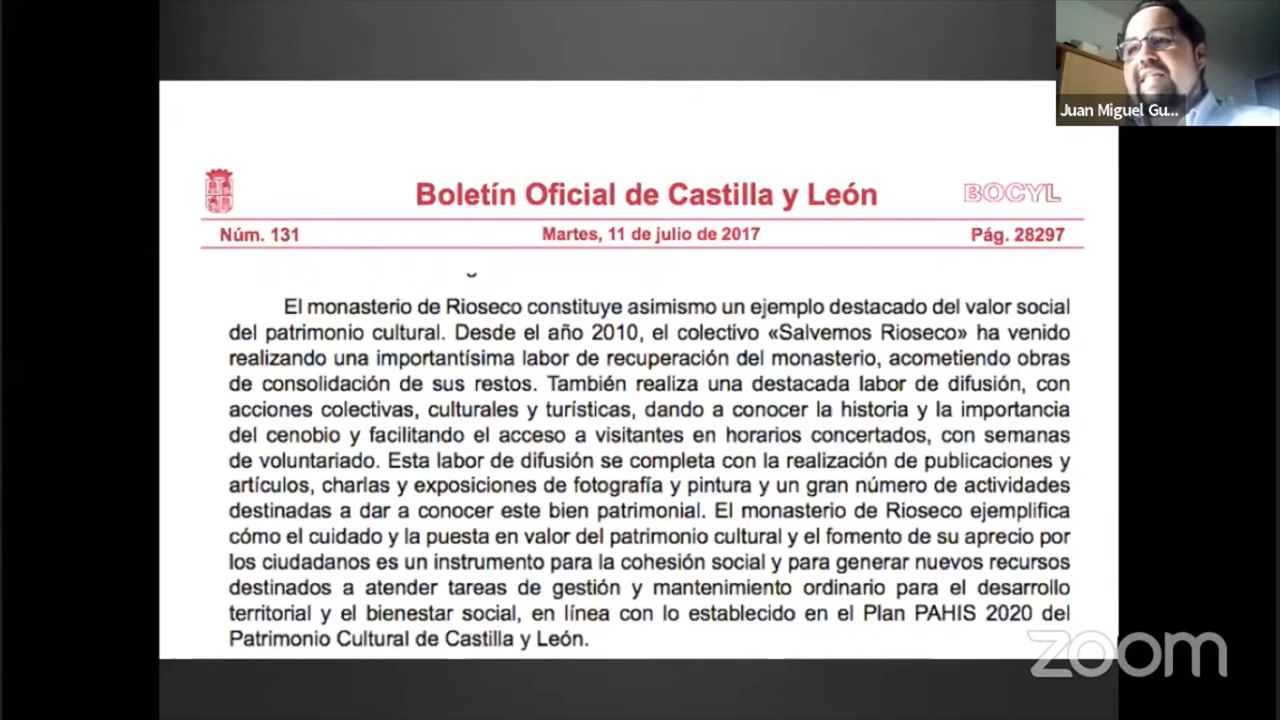 Juan Miguel Gu...
Boletín Oficial de Castilla y León
BOCYL
Núm. 131
Martes, 11 de julio de 2017
Pág. 28297
El monasterio de Rioseco constituye asimismo un ejemplo destacado del valor social
del patrimonio cultural. Desde el año 2010, el colectivo «Salvemos Rioseco» ha venido
realizando una importantísima labor de recuperación del monasterio, acometiendo obras
de consolidación de sus restos. También realiza una destacada labor de difusión, con
acciones colectivas, culturales y turísticas, dando a conocer la historia y la importancia
del cenobio y facilitando el acceso a visitantes en horarios concertados, con semanas
de voluntariado. Esta labor de difusión se completa con la realización de publicaciones y
artículos, charlas y exposiciones de fotografía y pintura y un gran número de actividades
destinadas a dar a conocer este bien patrimonial. El monasterio de Rioseco ejemplifica
cómo el cuidado y la puesta en valor del patrimonio cultural y el fomento de su aprecio por
los ciudadanos es un instrumento para la cohesión social y para generar nuevos recursos
destinados a atender tareas de gestión y mantenimiento ordinario para el desarrollo
territorial y el bienestar social, en línea con lo establecido en el Plan PAHIS 2020 del
Patrimonio Cultural de Castilla y León.
zoom